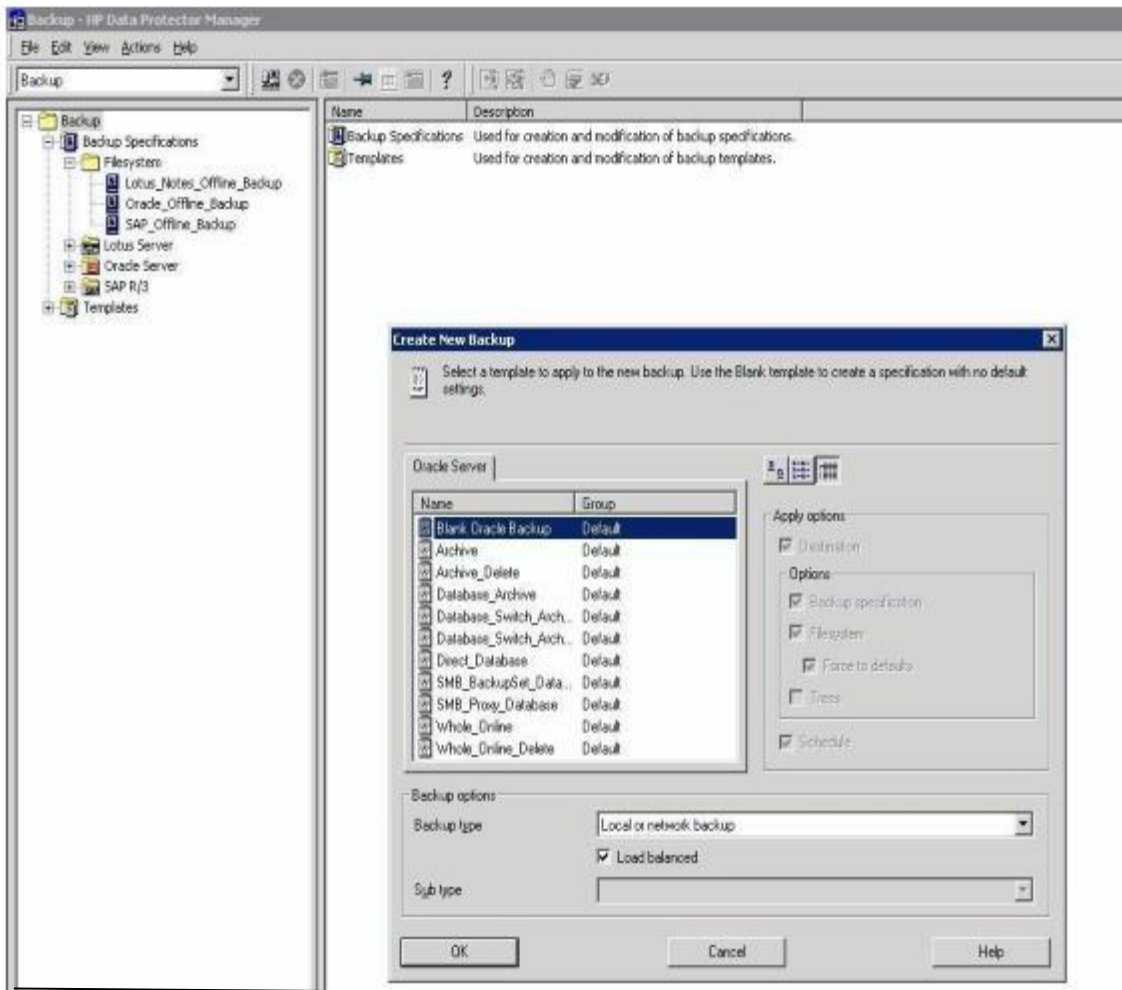 Backup - HP Data Protector Manager
File Edit View Actions Help
Backup
Backup
Backup Specifications
Filesystem
Lotus_Notes_Offline_Backup
Oracle_Offline_Backup
SAP_Offline_Backup
Lotus Server
Oracle Server
SAP R/3
Templates
Name Description
Backup Specifications Used for creation and modification of backup specifications.
Templates Used for creation and modification of backup templates.
Create New Backup
Select a template to apply to the new backup. Use the Blank template to create a specification with no default
settings.
Oracle Server
Name Group
Blank Oracle Backup Default
Archive Default
Archive_Delete Default
Database_Archive Default
Database_Switch_Arch... Default
Database_Switch_Arch... Default
Direct_Database Default
SMB_BackupSet_Data... Default
SMB_Proxy_Database Default
Whole_Online Default
Whole_Online_Delete Default
Apply options
Destination
Options
Backup specification
Filesystem
Force to defaults
Trees
Schedule
Backup options
Backup type Local or network backup
Load balanced
Sub type
OK Cancel Help